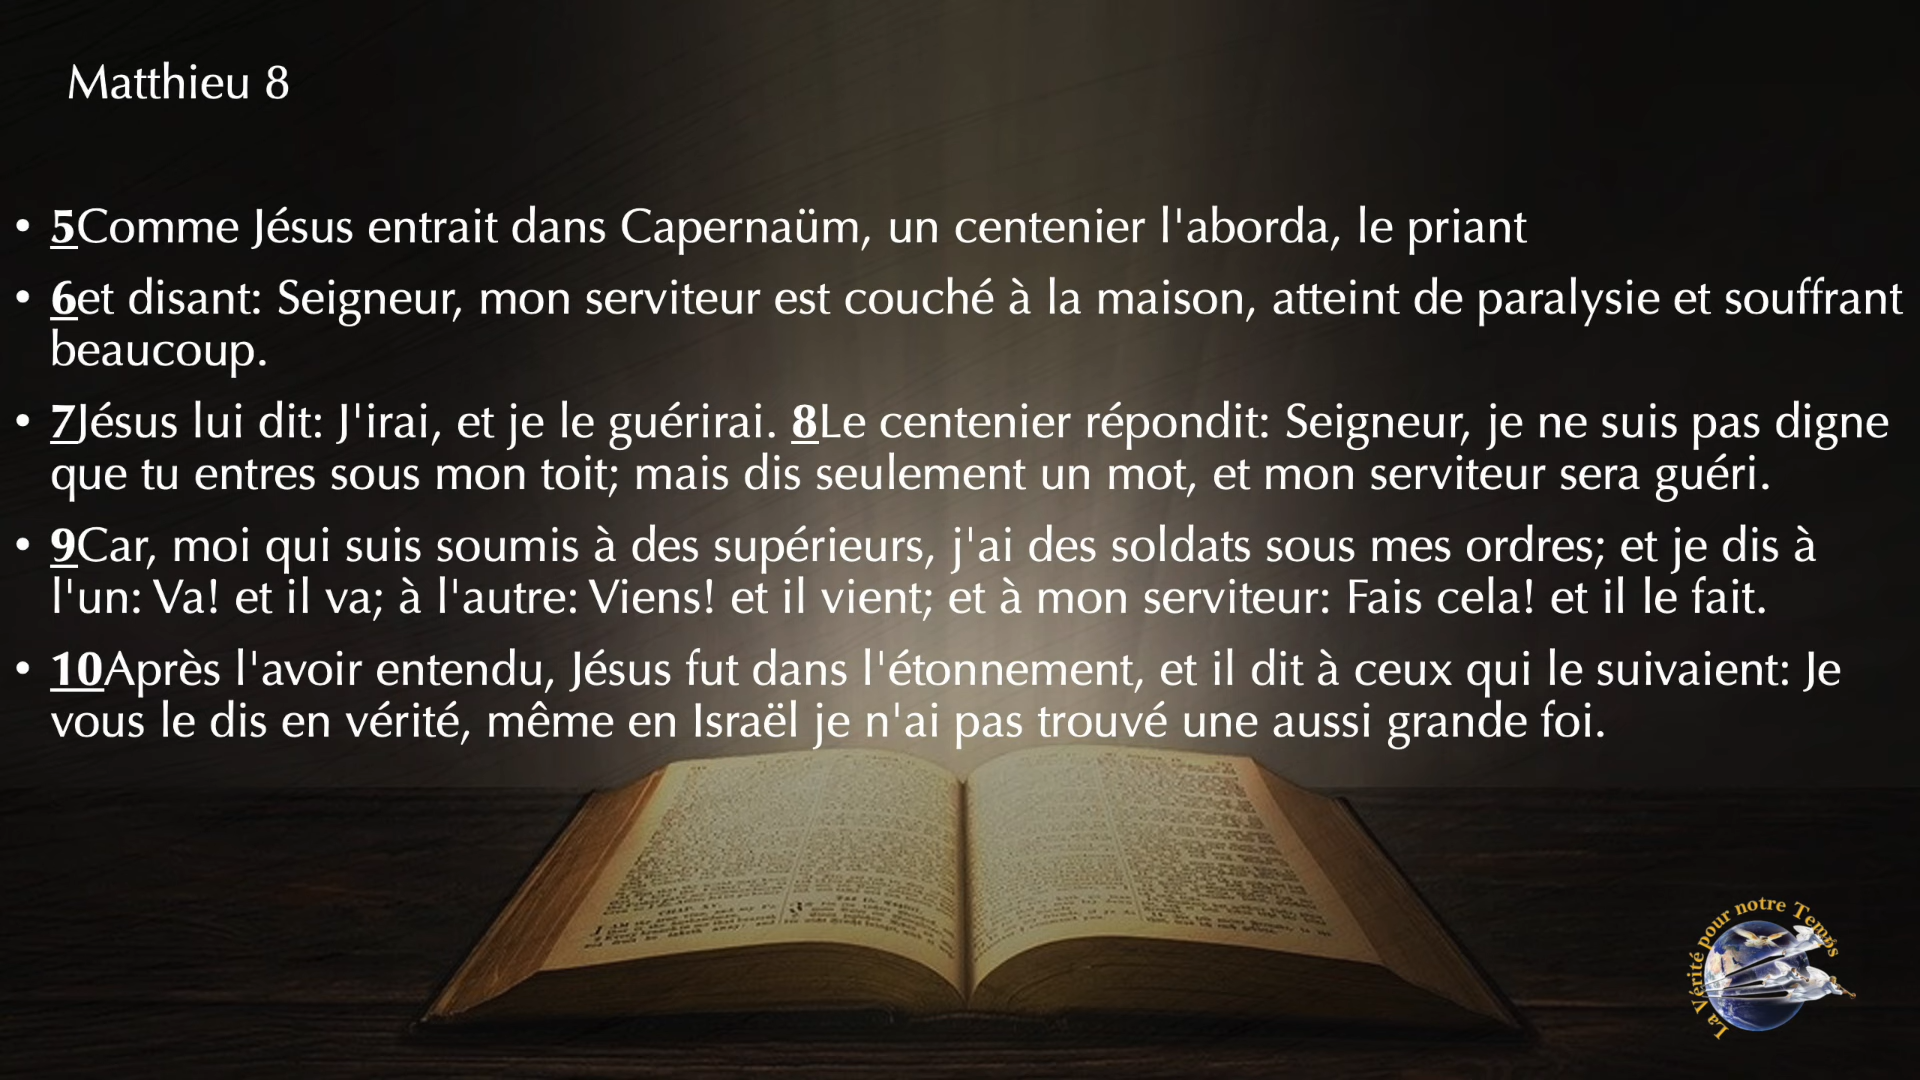 Matthieu 8
• 5Comme Jésus entrait dans Capernaüm, un centenier l'aborda, le priant
• 6et disant: Seigneur, mon serviteur est couché à la maison, atteint de paralysie et souffrant
beaucoup.
• 7Jésus lui dit: J'irai, et je le guérirai. 8Le centenier répondit: Seigneur, je ne suis pas digne
que tu entres sous mon toit; mais dis seulement un mot, et mon serviteur sera guéri.
• 9Car, moi qui suis soumis à des supérieurs, j'ai des soldats sous mes ordres; et je dis à
l'un: Va! et il va; à l'autre: Viens! et il vient; et à mon serviteur: Fais cela! et il le fait.
• 10Après l'avoir entendu, Jésus fut dans l'étonnement, et il dit à ceux qui le suivaient: Je
vous le dis en vérité, même en Israël je n'ai pas trouvé une aussi grande foi.
La Vérité pour notre Temps